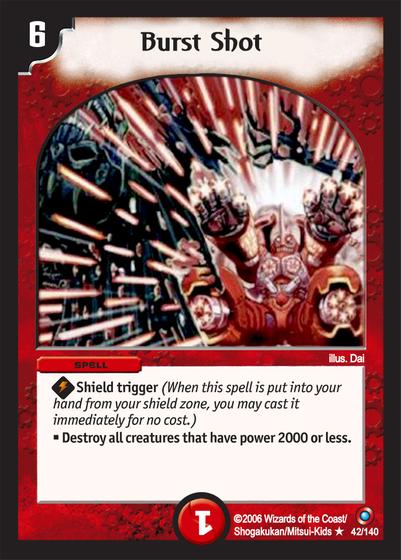 6
Burst Shot
illus. Dai
SPELL
Shield trigger (When this spell is put into your
hand from your shield zone, you may cast it
immediately for no cost.)
▪ Destroy all creatures that have power 2000 or less.
1
©2006 Wizards of the Coast/
Shogakukan/Mitsui-Kids ★ 42/140